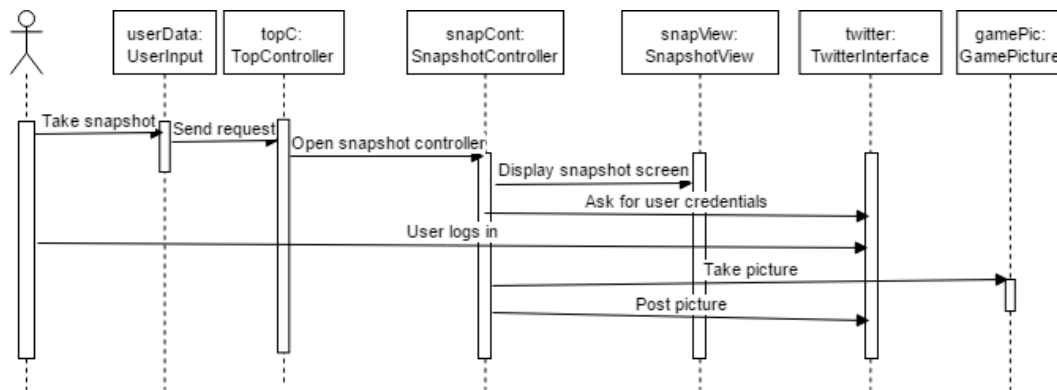 userData:
UserInput
topC:
TopController
snapCont:
SnapshotController
snapView:
SnapshotView
twitter:
TwitterInterface
gamePic:
GamePicture
Take snapshot
Send request
Open snapshot controller
Display snapshot screen
Ask for user credentials
User logs in
Take picture
Post picture